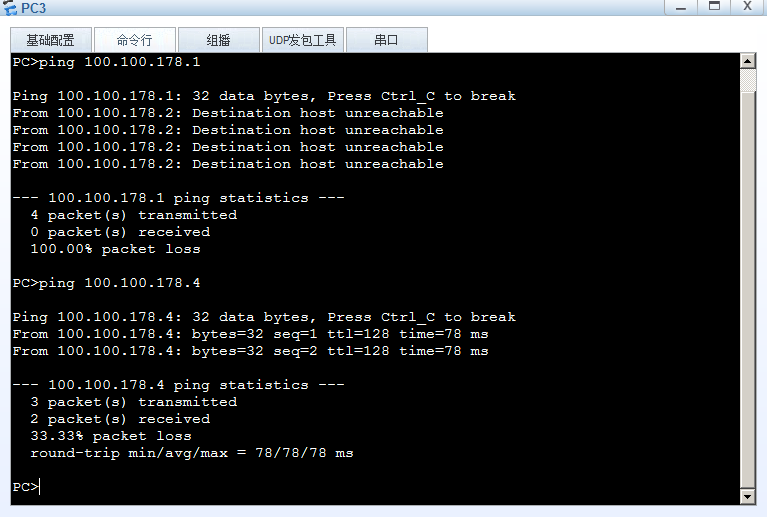 PC3
基础配置 命令行 组播 UDP发包工具 串口
PC>ping 100.100.178.1
Ping 100.100.178.1: 32 data bytes, Press Ctrl_C to break
From 100.100.178.2: Destination host unreachable
From 100.100.178.2: Destination host unreachable
From 100.100.178.2: Destination host unreachable
From 100.100.178.2: Destination host unreachable
--- 100.100.178.1 ping statistics ---
4 packet(s) transmitted
0 packet(s) received
100.00% packet loss
PC>ping 100.100.178.4
Ping 100.100.178.4: 32 data bytes, Press Ctrl_C to break
From 100.100.178.4: bytes=32 seq=1 ttl=128 time=78 ms
From 100.100.178.4: bytes=32 seq=2 ttl=128 time=78 ms
--- 100.100.178.4 ping statistics ---
3 packet(s) transmitted
2 packet(s) received
33.33% packet loss
round-trip min/avg/max = 78/78/78 ms
PC>